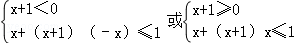 {x+1<0 或 {x+1≥0
x+（x+1）（-x）≤1 x+（x+1）x≤1